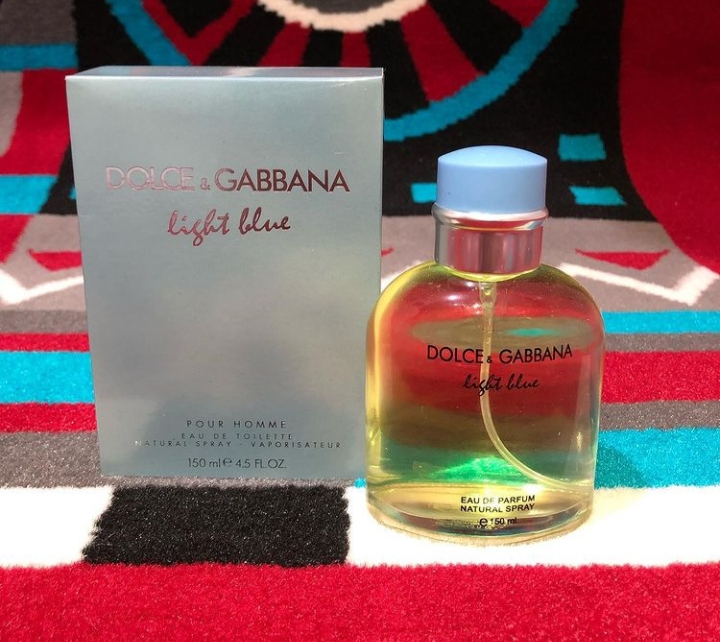 DOLCE & GABBANA
light blue
POUR HOMME
EAU DE TOILETTE
NATURAL SPRAY - VAPORISATEUR
150 ml ℮ 4.5 FL.OZ.
DOLCE & GABBANA
light blue
EAU DE PARFUM
NATURAL SPRAY
℮ 150 ml